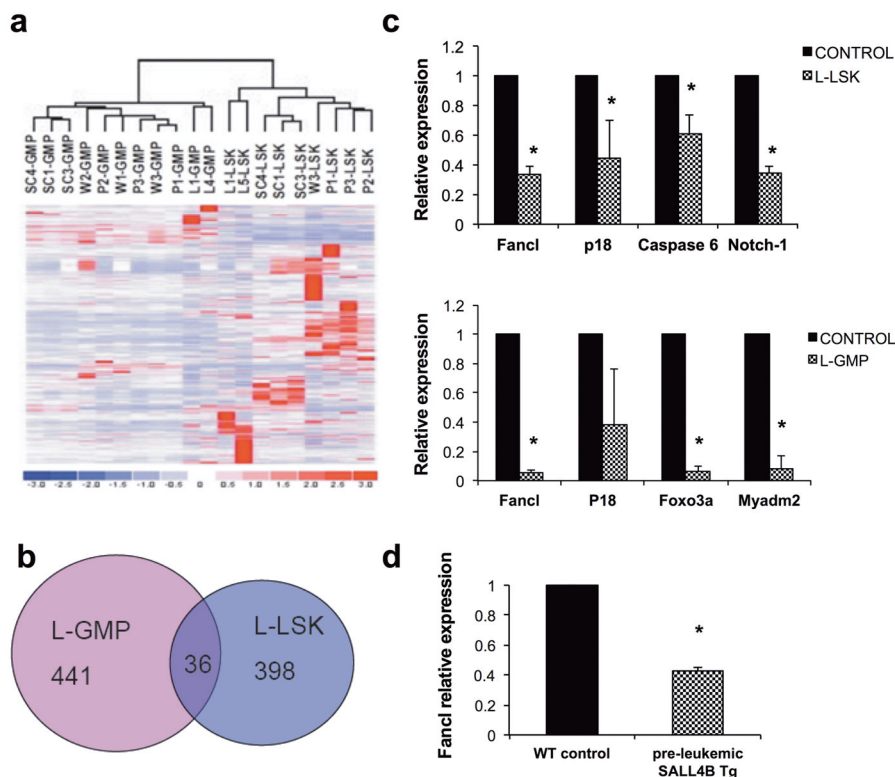 a
SC4-GMP
SC1-GMP
SC3-GMP
W2-GMP
P2-GMP
W1-GMP
P3-GMP
W3-GMP
P1-GMP
L1-GMP
L4-GMP
L1-LSK
L5-LSK
SC4-LSK
SC1-LSK
SC3-LSK
W3-LSK
P1-LSK
P3-LSK
P2-LSK
-3.0 -2.5 -2.0 -1.5 -1.0 -0.5 0 0.5 1.0 1.5 2.0 2.5 3.0
b
L-GMP
441
36
L-LSK
398
c
Relative expression
1.2
1
0.8
0.6
0.4
0.2
0
* * * *
Fancl p18 Caspase 6 Notch-1
CONTROL
L-LSK
Relative expression
1.2
1
0.8
0.6
0.4
0.2
0
* * *
Fancl P18 Foxo3a Myadm2
CONTROL
L-GMP
d
Fancl relative expression
1
0.8
0.6
0.4
0.2
0
*
WT control
pre-leukemic
SALL4B Tg